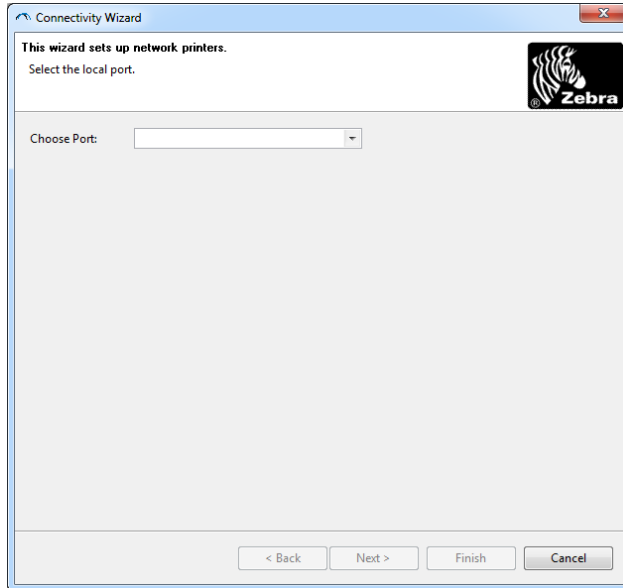 Connectivity Wizard
This wizard sets up network printers.
Select the local port.
® Zebra
Choose Port:
< Back Next > Finish Cancel